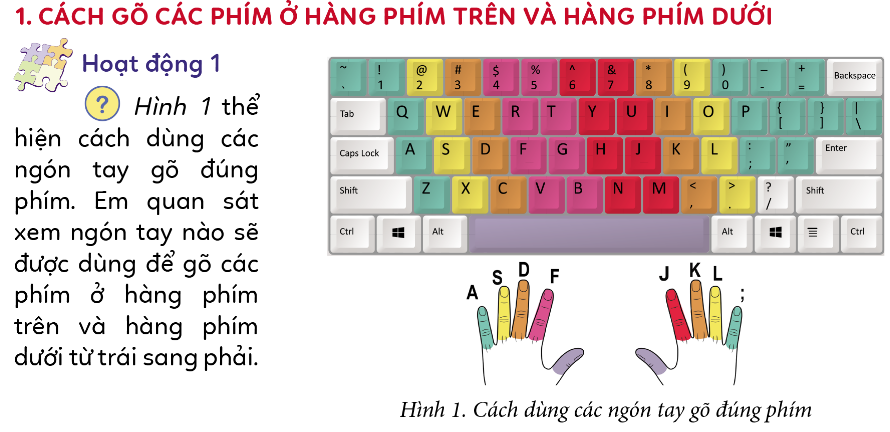 1. CÁCH GÕ CÁC PHÍM Ở HÀNG PHÍM TRÊN VÀ HÀNG PHÍM DƯỚI
Hoạt động 1
? Hình 1 thể
hiện cách dùng các
ngón tay gõ đúng
phím. Em quan sát
xem ngón tay nào sẽ
được dùng để gõ các
phím ở hàng phím
trên và hàng phím
dưới từ trái sang phải.
~ ! @ # $ % ^ & * ( ) _ +
` 1 2 3 4 5 6 7 8 9 0 - = Backspace
Tab Q W E R T Y U I O P { } |
[ ] \
Caps Lock A S D F G H J K L : " Enter
; '
Shift Z X C V B N M < > ? Shift
, . /
Ctrl Alt Alt Ctrl
A S D F J K L ;
Hình 1. Cách dùng các ngón tay gõ đúng phím